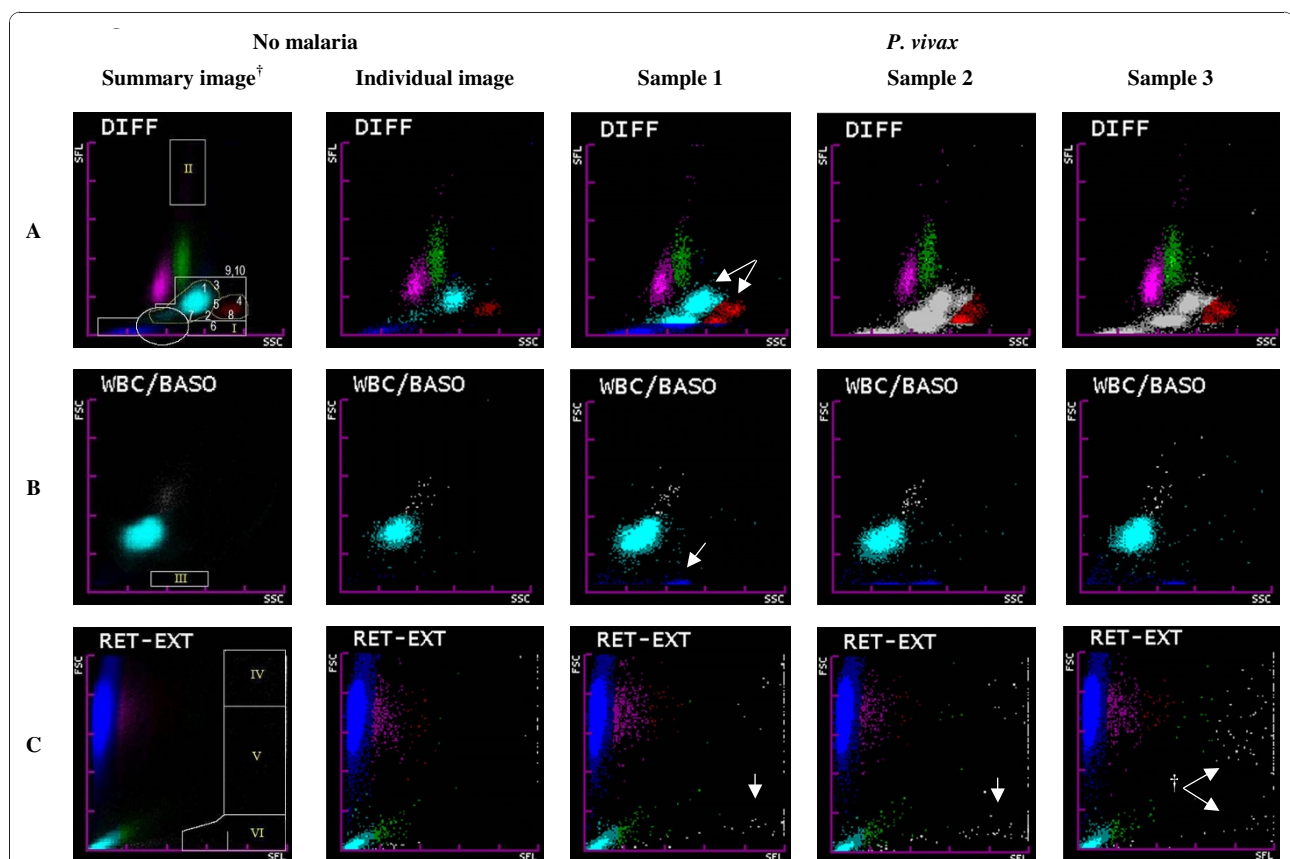 No malaria P. vivax
Summary image† Individual image Sample 1 Sample 2 Sample 3
A
DIFF
SFL
II
9,10
1
3
5
4
7
2
8
6
I
SSC
DIFF
SFL
SSC
DIFF
SFL
SSC
DIFF
SFL
SSC
DIFF
SFL
SSC
B
WBC/BASO
FSC
III
SSC
WBC/BASO
FSC
SSC
WBC/BASO
FSC
SSC
WBC/BASO
FSC
SSC
WBC/BASO
FSC
SSC
C
RET-EXT
FSC
IV
V
VI
SFL
RET-EXT
FSC
SFL
RET-EXT
FSC
SFL
RET-EXT
FSC
SFL
RET-EXT
FSC
†
SFL